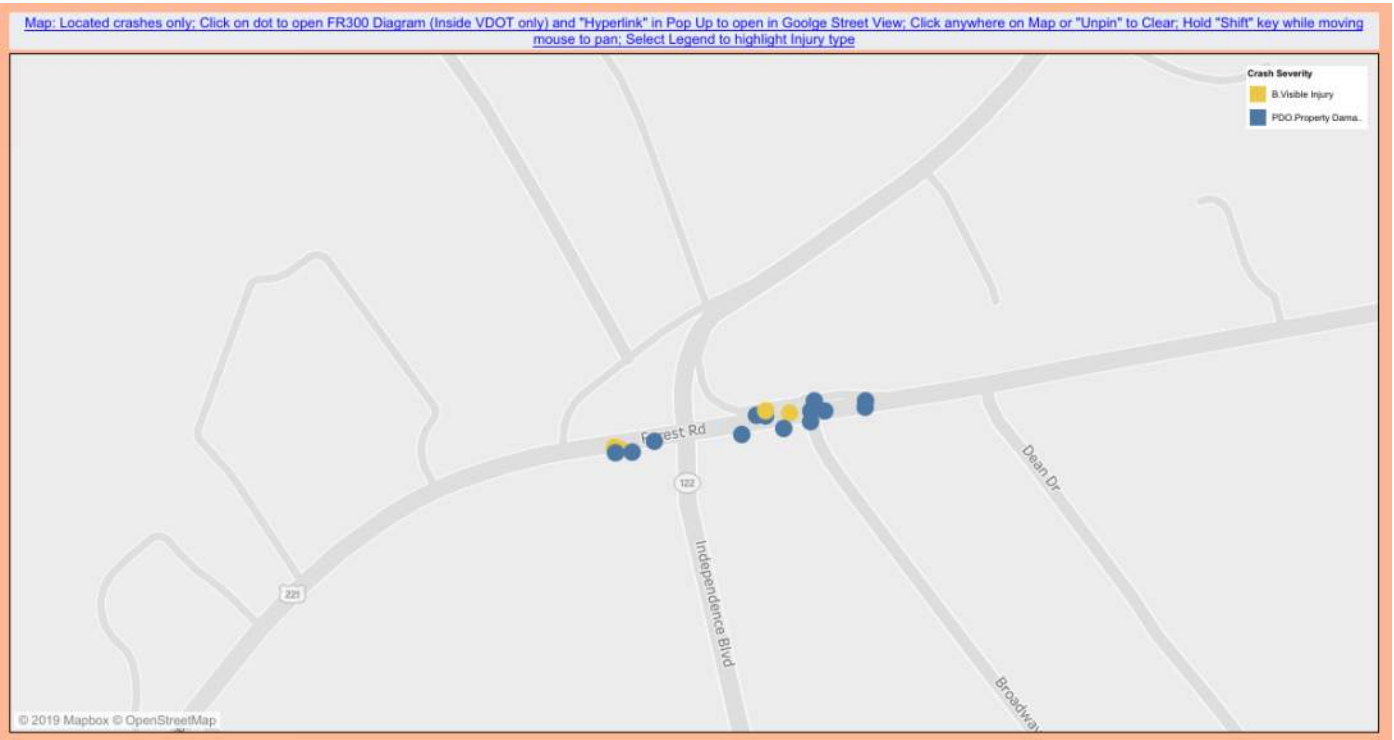 Map: Located crashes only; Click on dot to open FR300 Diagram (Inside VDOT only) and "Hyperlink" in Pop Up to open in Goolge Street View; Click anywhere on Map or "Unpin" to Clear; Hold "Shift" key while moving
mouse to pan; Select Legend to highlight Injury type
Crash Severity
B.Visible Injury
PDO.Property Dama..
Forest Rd
122
Dean Dr
Independence Blvd
221
Broadway
© 2019 Mapbox © OpenStreetMap